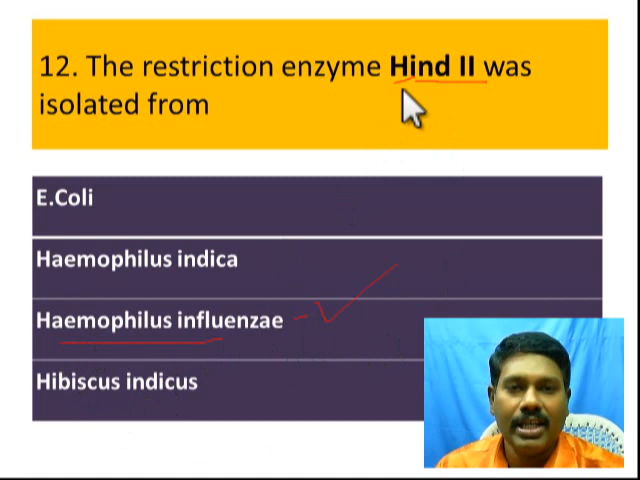 12. The restriction enzyme Hind II was
isolated from
E.Coli
Haemophilus indica
Haemophilus influenzae
Hibiscus indicus